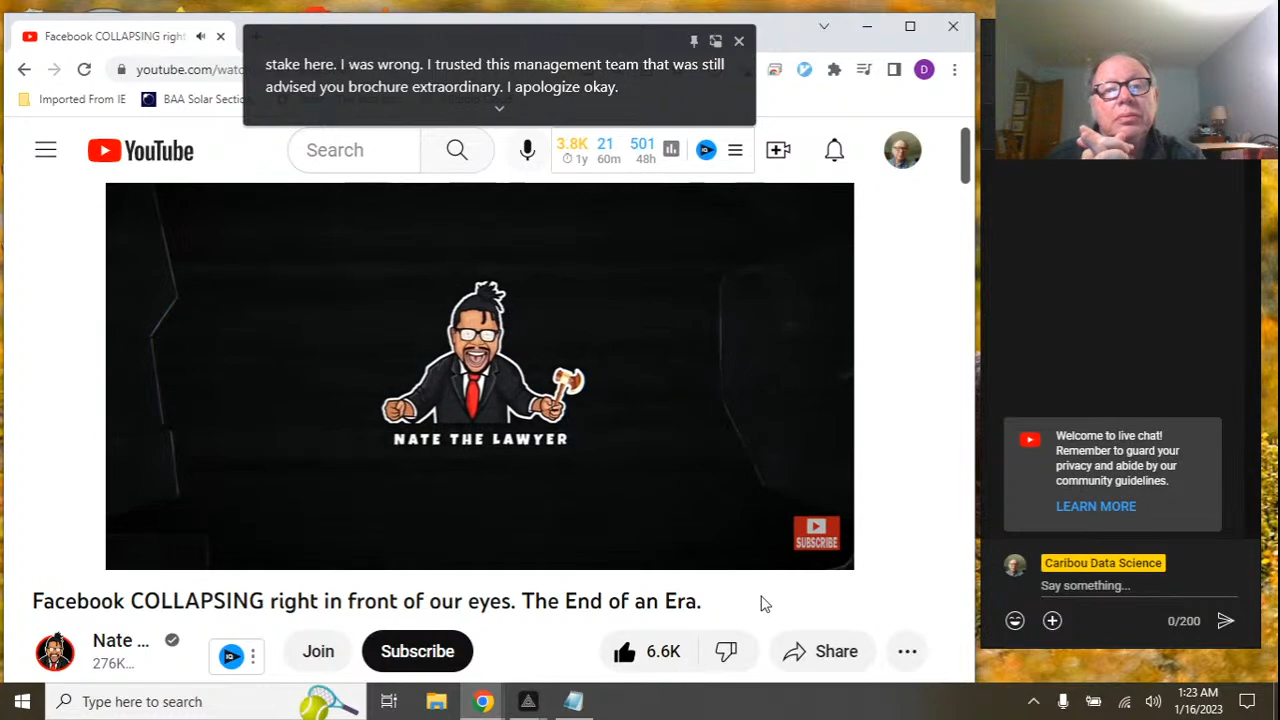 Facebook COLLAPSING right
stake here. I was wrong. I trusted this management team that was still
advised you brochure extraordinary. I apologize okay.
youtube.com/wat
D
Imported From IE
BAA Solar Secti
YouTube
Search
3.8K 21 501
1y 60m 48h
IQ
NATE THE LAWYER
SUBSCRIBE
Facebook COLLAPSING right in front of our eyes. The End of an Era.
Nate ...
276K...
IQ
Join
Subscribe
6.6K
Share
Welcome to live chat!
Remember to guard your
privacy and abide by our
community guidelines.
LEARN MORE
Caribou Data Science
Say something...
0/200
Type here to search
1:23 AM
1/16/2023